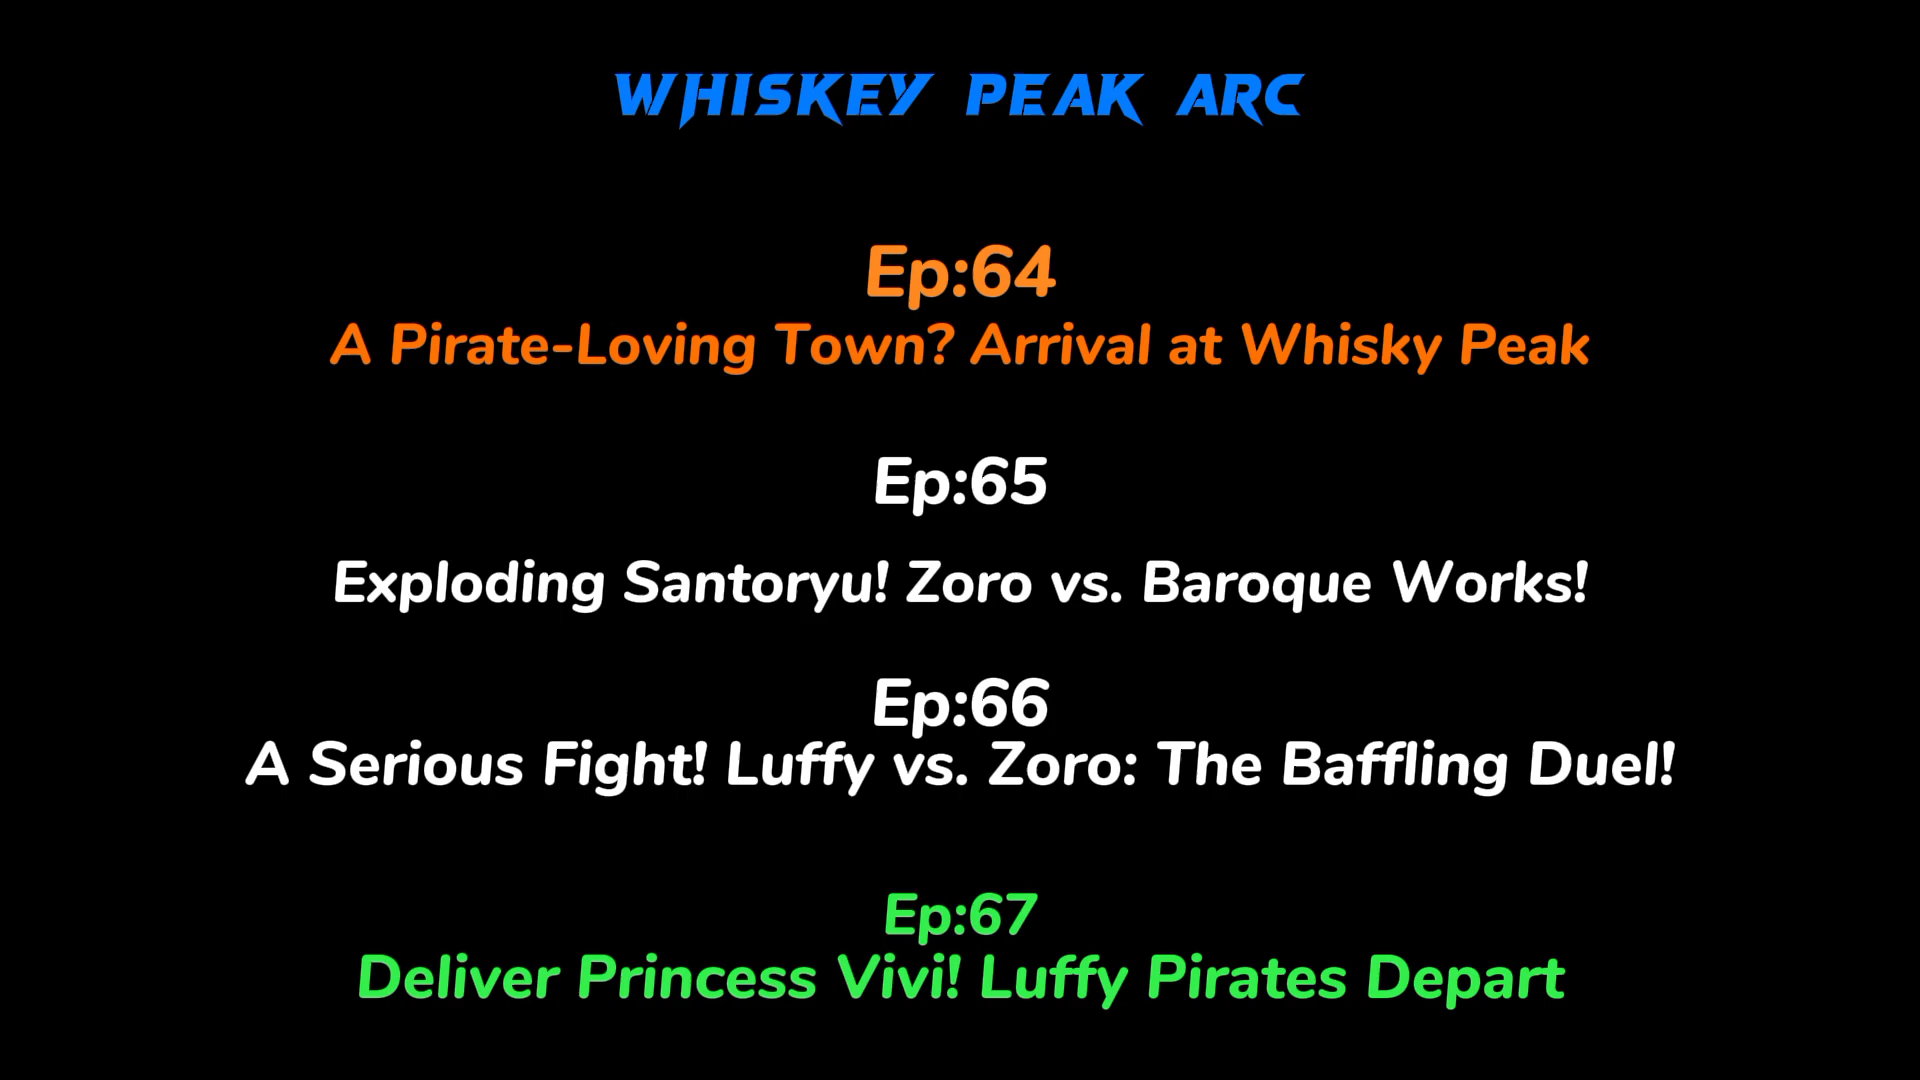 WHISKEY PEAK ARC
Ep:64
A Pirate-Loving Town? Arrival at Whisky Peak
Ep:65
Exploding Santoryu! Zoro vs. Baroque Works!
Ep:66
A Serious Fight! Luffy vs. Zoro: The Baffling Duel!
Ep:67
Deliver Princess Vivi! Luffy Pirates Depart